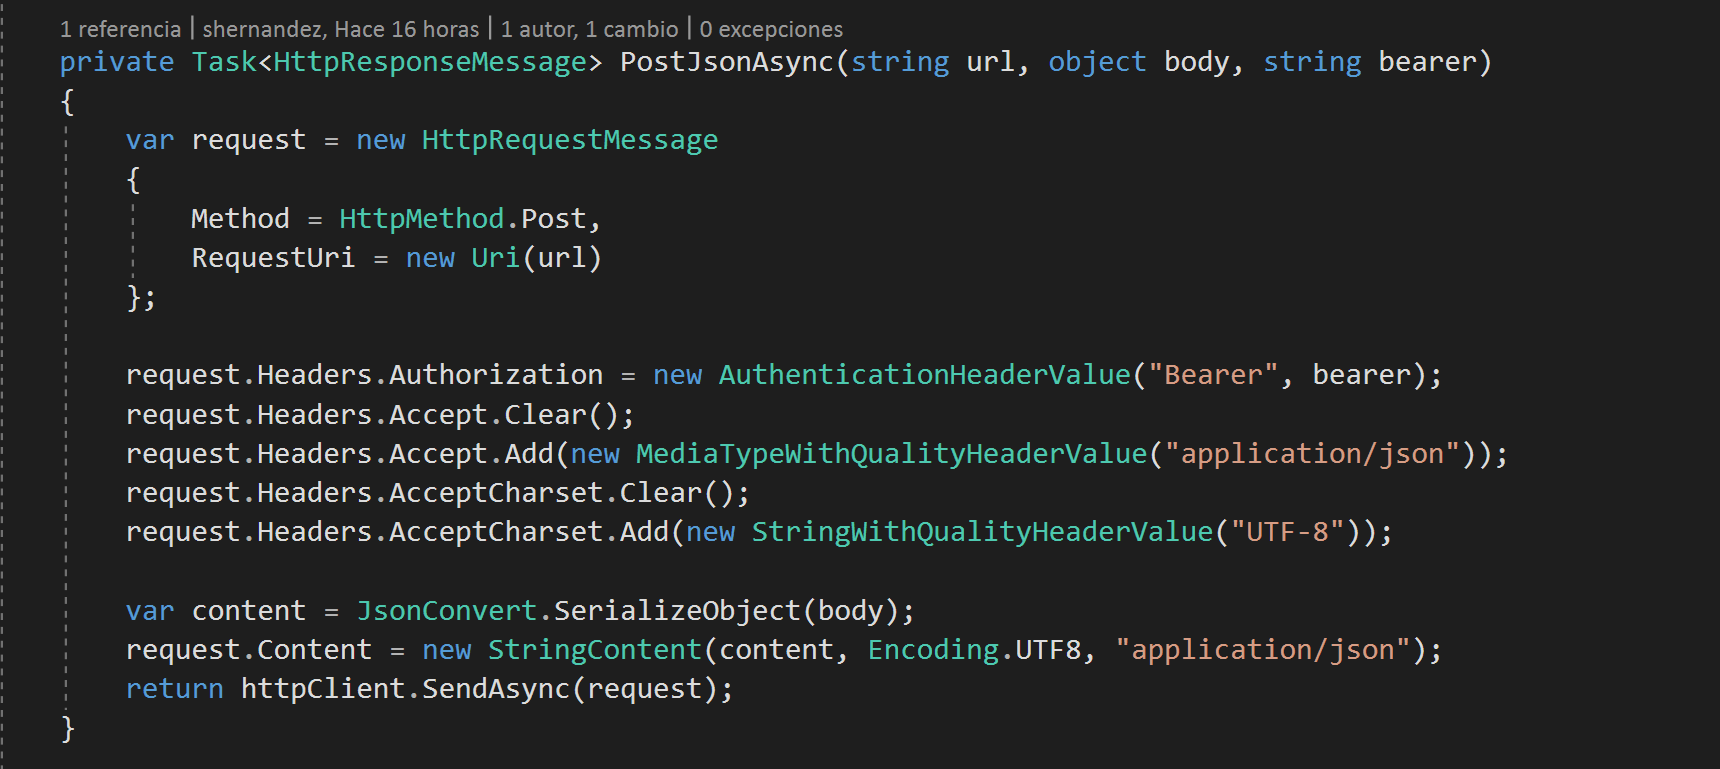 1 referencia | shernandez, Hace 16 horas | 1 autor, 1 cambio | 0 excepciones
private Task<HttpResponseMessage> PostJsonAsync(string url, object body, string bearer)
{
    var request = new HttpRequestMessage
    {
        Method = HttpMethod.Post,
        RequestUri = new Uri(url)
    };

    request.Headers.Authorization = new AuthenticationHeaderValue("Bearer", bearer);
    request.Headers.Accept.Clear();
    request.Headers.Accept.Add(new MediaTypeWithQualityHeaderValue("application/json"));
    request.Headers.AcceptCharset.Clear();
    request.Headers.AcceptCharset.Add(new StringWithQualityHeaderValue("UTF-8"));

    var content = JsonConvert.SerializeObject(body);
    request.Content = new StringContent(content, Encoding.UTF8, "application/json");
    return httpClient.SendAsync(request);
}